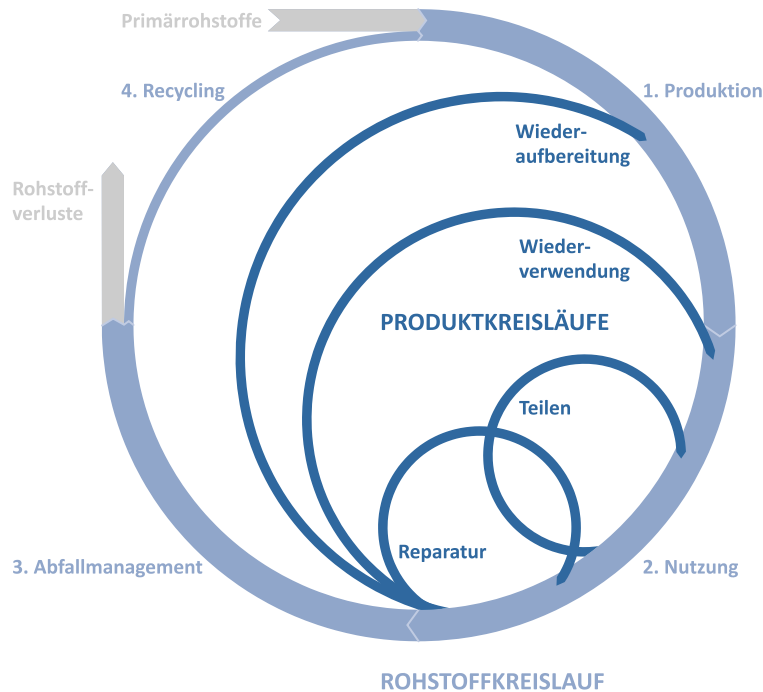 Primärrohstoffe
4. Recycling
1. Produktion
Wieder-
aufbereitung
Rohstoff-
verluste
Wieder-
verwendung
PRODUKTKREISLÄUFE
Teilen
Reparatur
3. Abfallmanagement
2. Nutzung
ROHSTOFFKREISLAUF